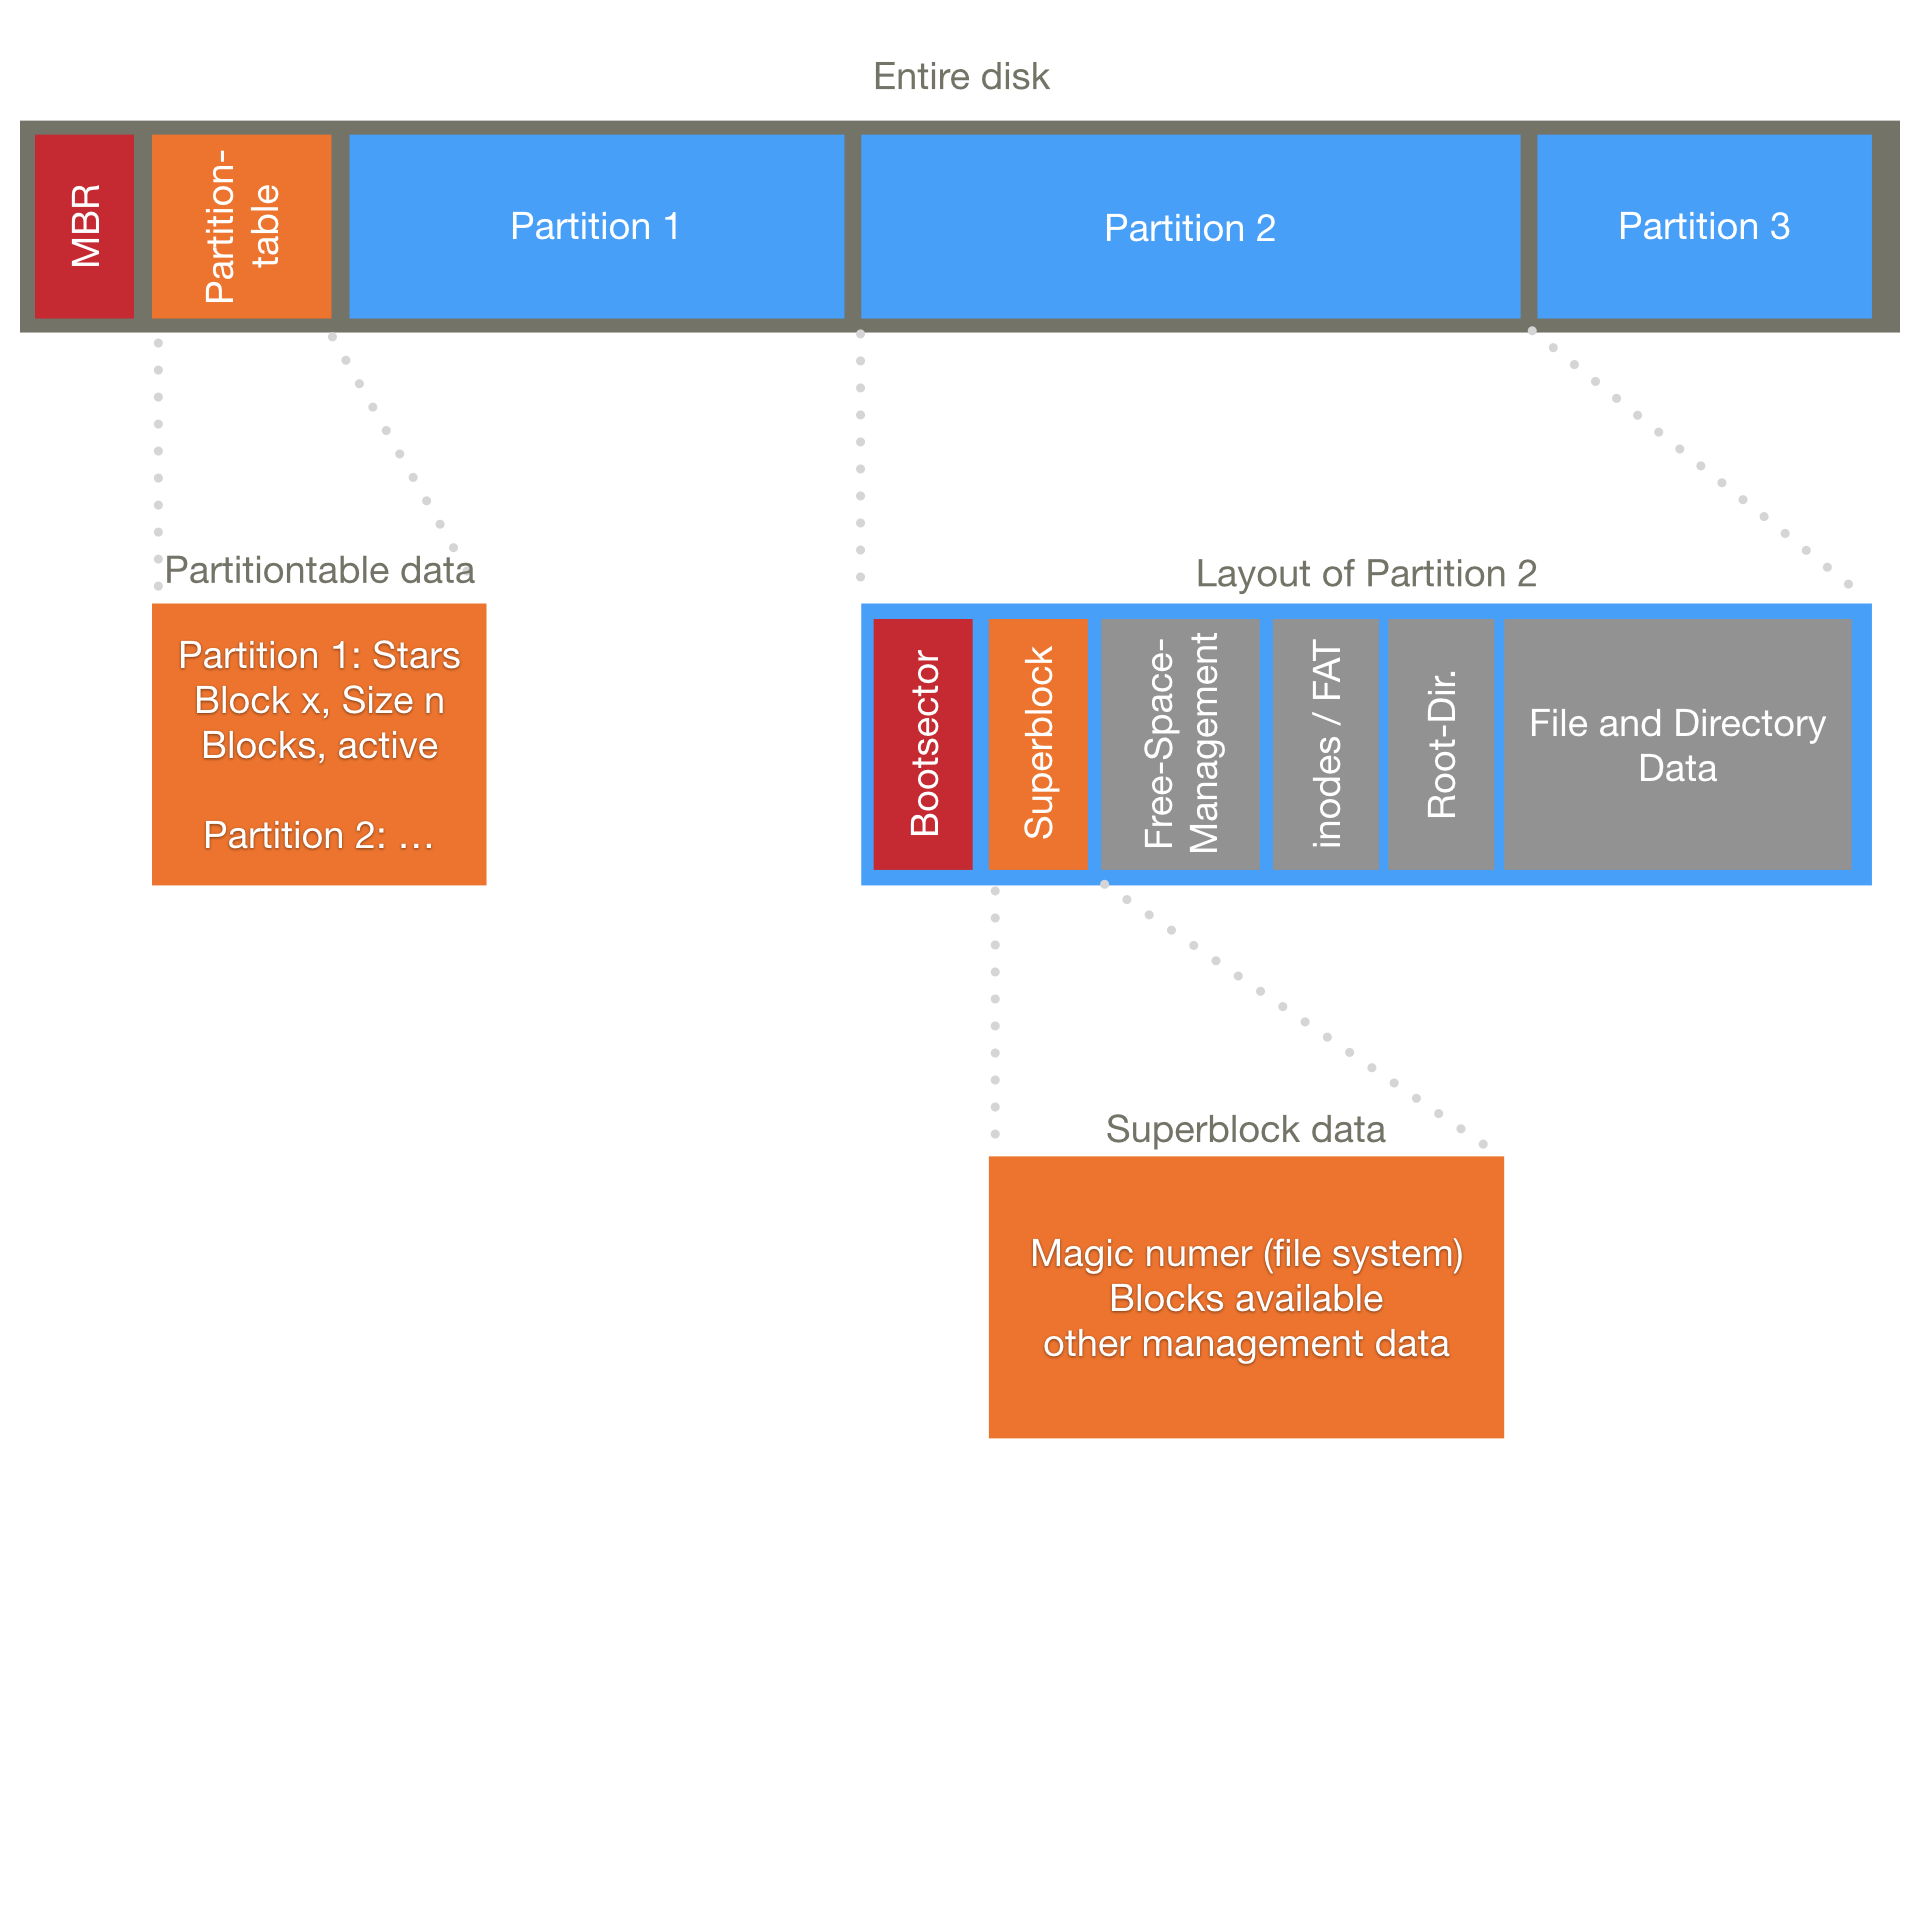 Entire disk
MBR
Partition-
table
Partition 1
Partition 2
Partition 3
Partitiontable data
Partition 1: Stars
Block x, Size n
Blocks, active
Partition 2: …
Layout of Partition 2
Bootsector
Superblock
Free-Space-
Management
inodes / FAT
Root-Dir.
File and Directory
Data
Superblock data
Magic numer (file system)
Blocks available
other management data